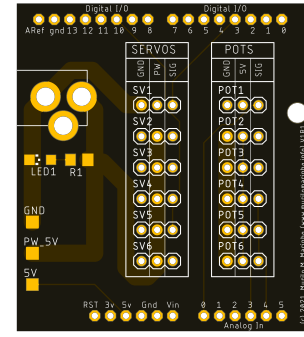 Digital I/O Digital I/O
ARef gnd 13 12 11 10 9 8 7 6 5 4 3 2 1 0
SERVOS POTS
GND PW SIG GND 5V SIG
SV1 POT1
SV2 POT2
SV3 POT3
LED1 R1
SV4 POT4
GND
SV5 POT5
PW_5V
SV6 POT6
5V
RST 3v 5v Gnd Vin 0 1 2 3 4 5
Analog In